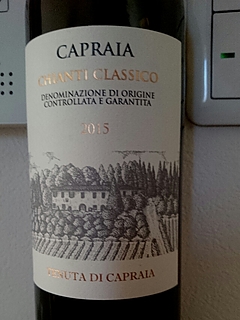 CAPRAIA
CHIANTI CLASSICO
DENOMINAZIONE DI ORIGINE
CONTROLLATA E GARANTITA
2015
TENUTA DI CAPRAIA